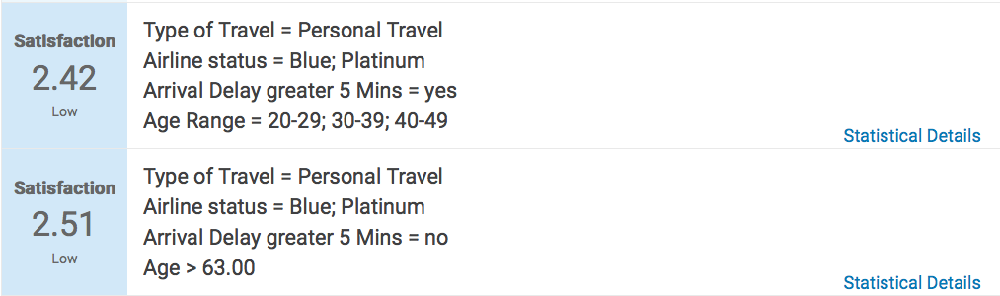 Satisfaction
2.42
Low
Type of Travel = Personal Travel
Airline status = Blue; Platinum
Arrival Delay greater 5 Mins = yes
Age Range = 20-29; 30-39; 40-49
Statistical Details
Satisfaction
2.51
Low
Type of Travel = Personal Travel
Airline status = Blue; Platinum
Arrival Delay greater 5 Mins = no
Age > 63.00
Statistical Details